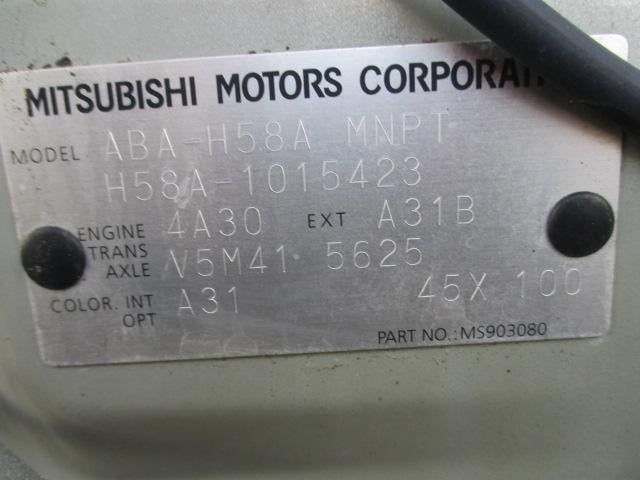 MITSUBISHI MOTORS CORPORAT
MODEL ABA-H58A MNPT
H58A-1015423
ENGINE 4A30 EXT A31B
TRANS AXLE V5M41 5625
COLOR. INT OPT A31 45X 100
PART NO.: MS903080